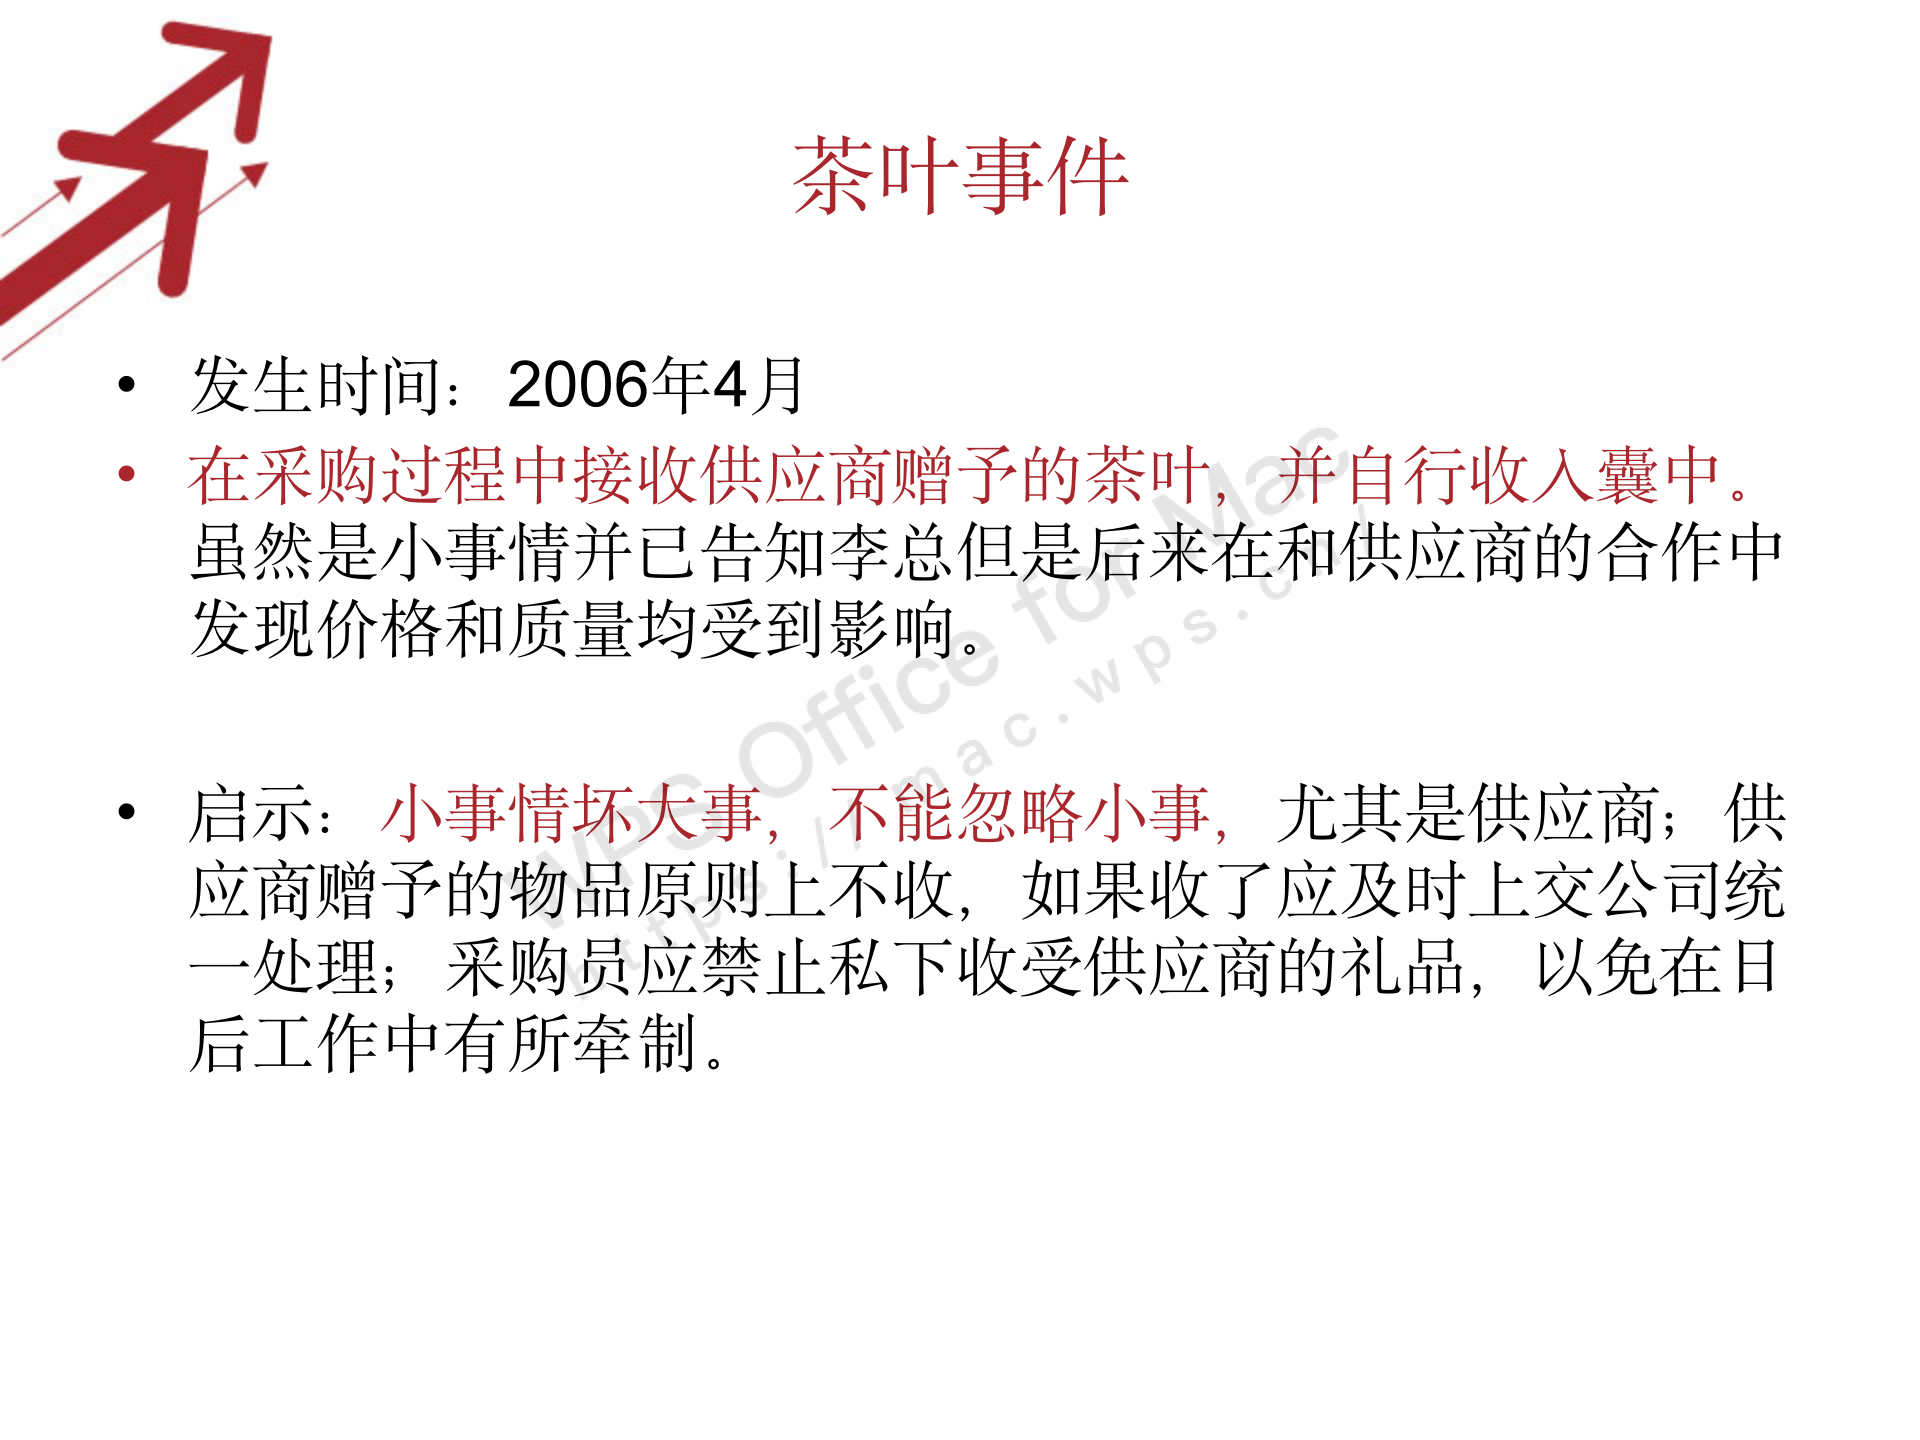 茶叶事件
• 发生时间：2006年4月
• 在采购过程中接收供应商赠予的茶叶，并自行收入囊中。
虽然是小事情并已告知李总但是后来在和供应商的合作中
发现价格和质量均受到影响。
• 启示：小事情坏大事，不能忽略小事，尤其是供应商；供
应商赠予的物品原则上不收，如果收了应及时上交公司统
一处理；采购员应禁止私下收受供应商的礼品，以免在日
后工作中有所牵制。
WPS Office for Mac
https://mac.wps.cn/